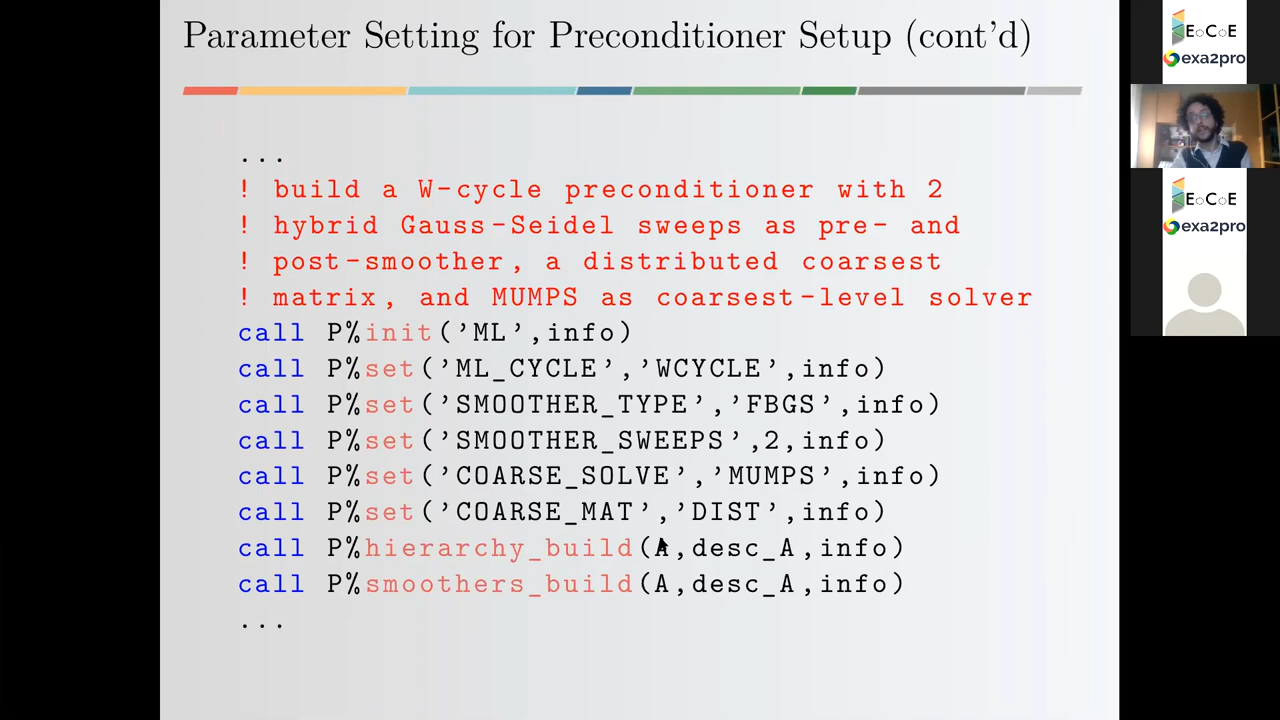 Parameter Setting for Preconditioner Setup (cont'd)
...
! build a W-cycle preconditioner with 2
! hybrid Gauss-Seidel sweeps as pre- and
! post-smoother, a distributed coarsest
! matrix, and MUMPS as coarsest-level solver
call P%init('ML',info)
call P%set('ML_CYCLE','WCYCLE',info)
call P%set('SMOOTHER_TYPE','FBGS',info)
call P%set('SMOOTHER_SWEEPS',2,info)
call P%set('COARSE_SOLVE','MUMPS',info)
call P%set('COARSE_MAT','DIST',info)
call P%hierarchy_build(A,desc_A,info)
call P%smoothers_build(A,desc_A,info)
...
EoCoE
exa2pro
EoCoE
exa2pro